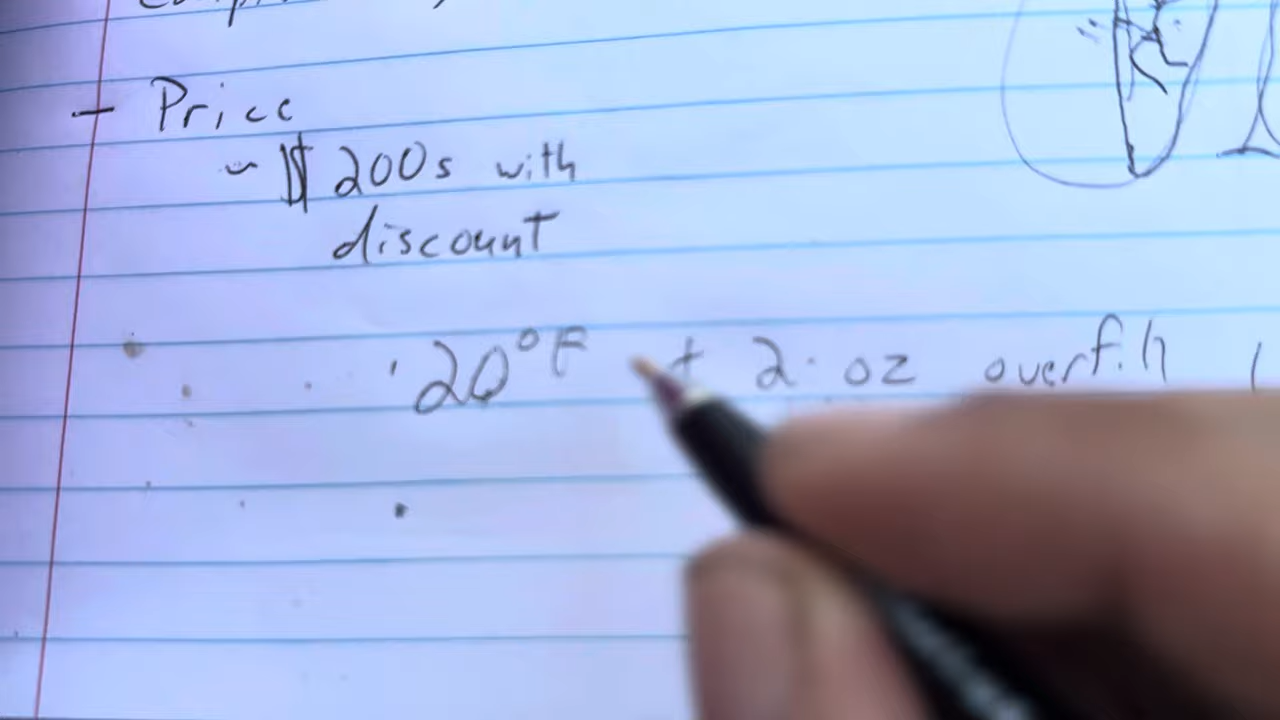 - Price
~ $200s with
discount
20°F + 2 oz overfill